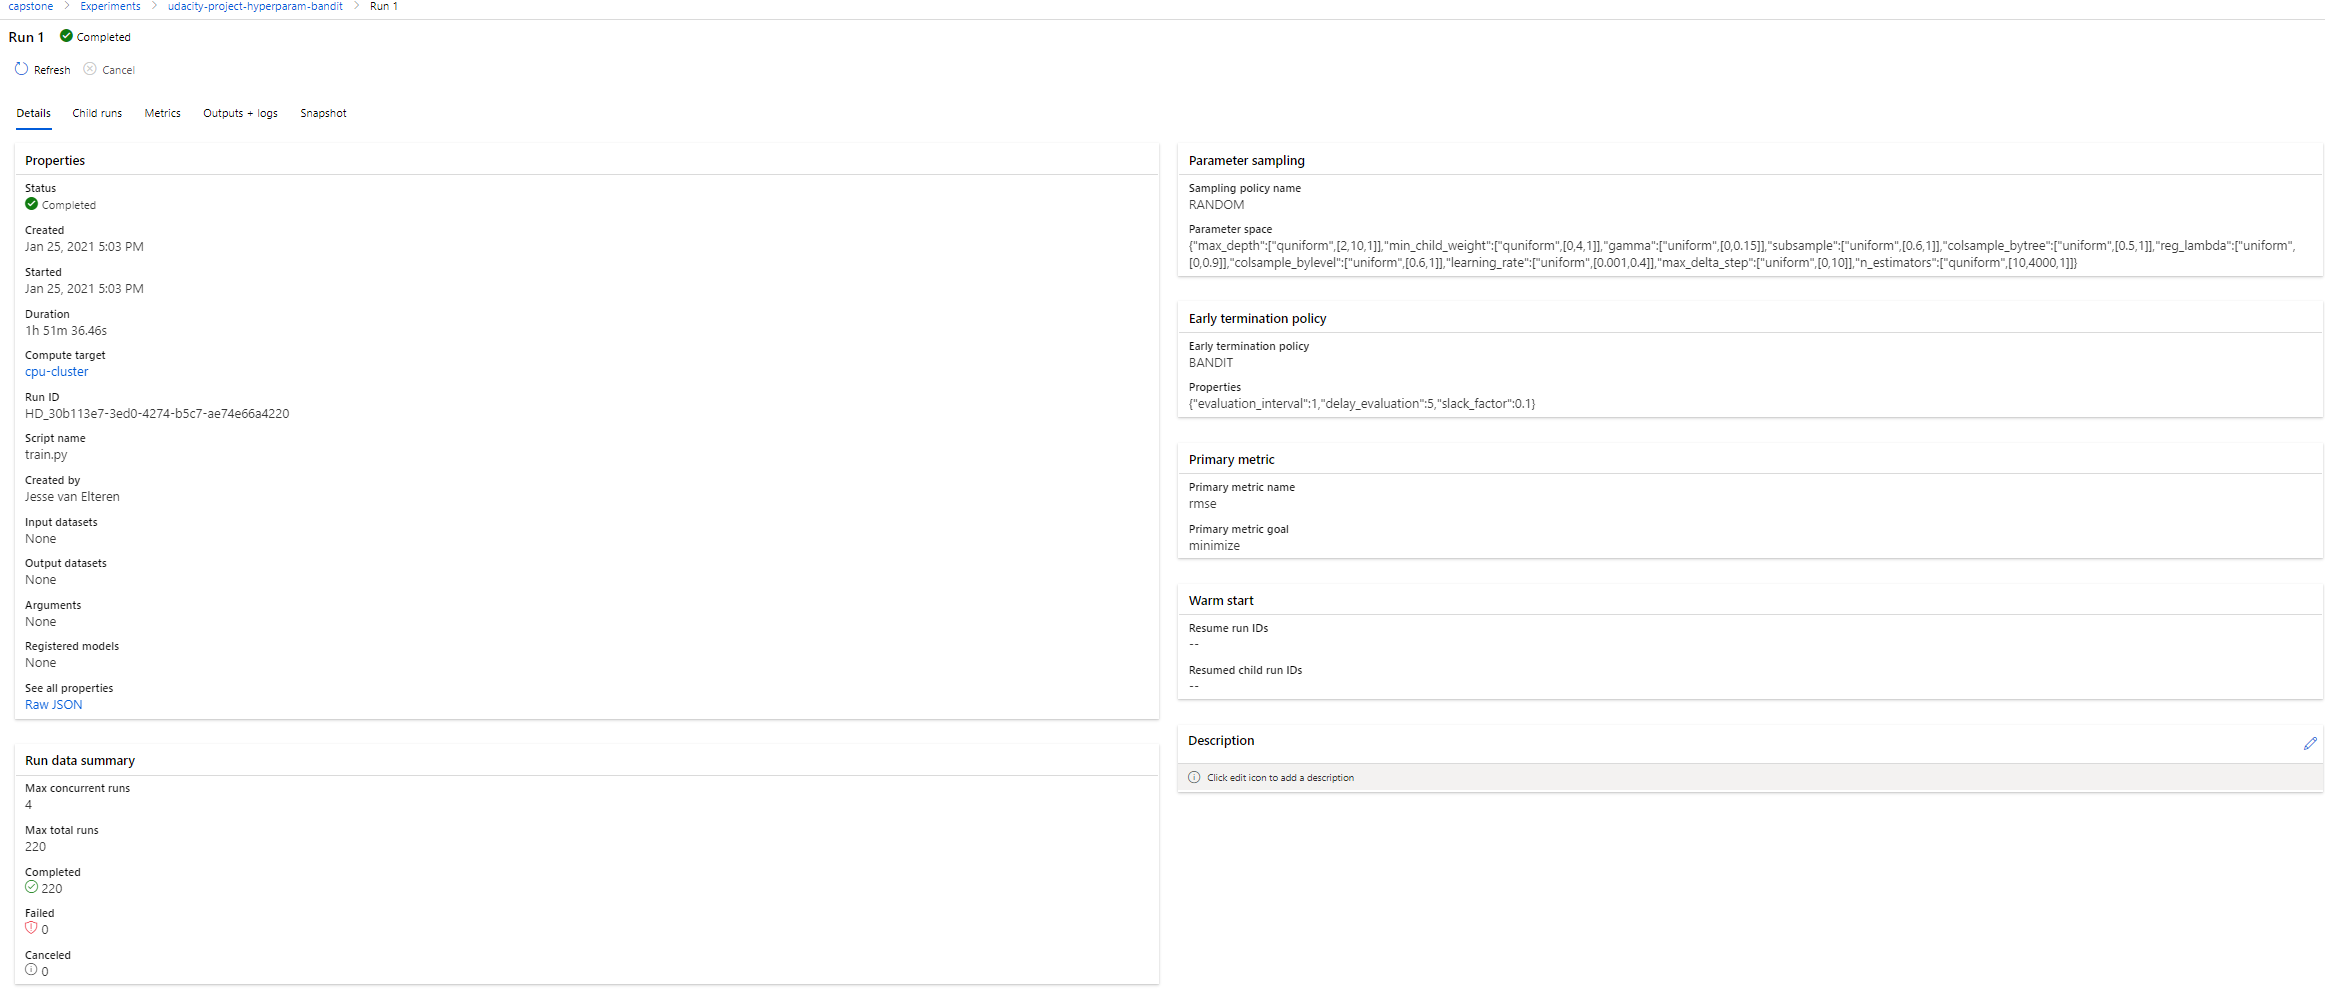 capstone > Experiments > udacity-project-hyperparam-bandit > Run 1
Run 1 Completed
Refresh Cancel
Details Child runs Metrics Outputs + logs Snapshot
Properties
Status
Completed
Created
Jan 25, 2021 5:03 PM
Started
Jan 25, 2021 5:03 PM
Duration
1h 51m 36.46s
Compute target
cpu-cluster
Run ID
HD_30b113e7-3ed0-4274-b5c7-ae74e66a4220
Script name
train.py
Created by
Jesse van Elteren
Input datasets
None
Output datasets
None
Arguments
None
Registered models
None
See all properties
Raw JSON
Run data summary
Max concurrent runs
4
Max total runs
220
Completed
220
Failed
0
Canceled
0
Parameter sampling
Sampling policy name
RANDOM
Parameter space
{"max_depth":["quniform",[2,10,1]],"min_child_weight":["quniform",[0,4,1]],"gamma":["uniform",[0,0.15]],"subsample":["uniform",[0.6,1]],"colsample_bytree":["uniform",[0.5,1]],"reg_lambda":["uniform",
[0,0.9]],"colsample_bylevel":["uniform",[0.6,1]],"learning_rate":["uniform",[0.001,0.4]],"max_delta_step":["uniform",[0,10]],"n_estimators":["quniform",[10,4000,1]]}
Early termination policy
Early termination policy
BANDIT
Properties
{"evaluation_interval":1,"delay_evaluation":5,"slack_factor":0.1}
Primary metric
Primary metric name
rmse
Primary metric goal
minimize
Warm start
Resume run IDs
--
Resumed child run IDs
--
Description
Click edit icon to add a description